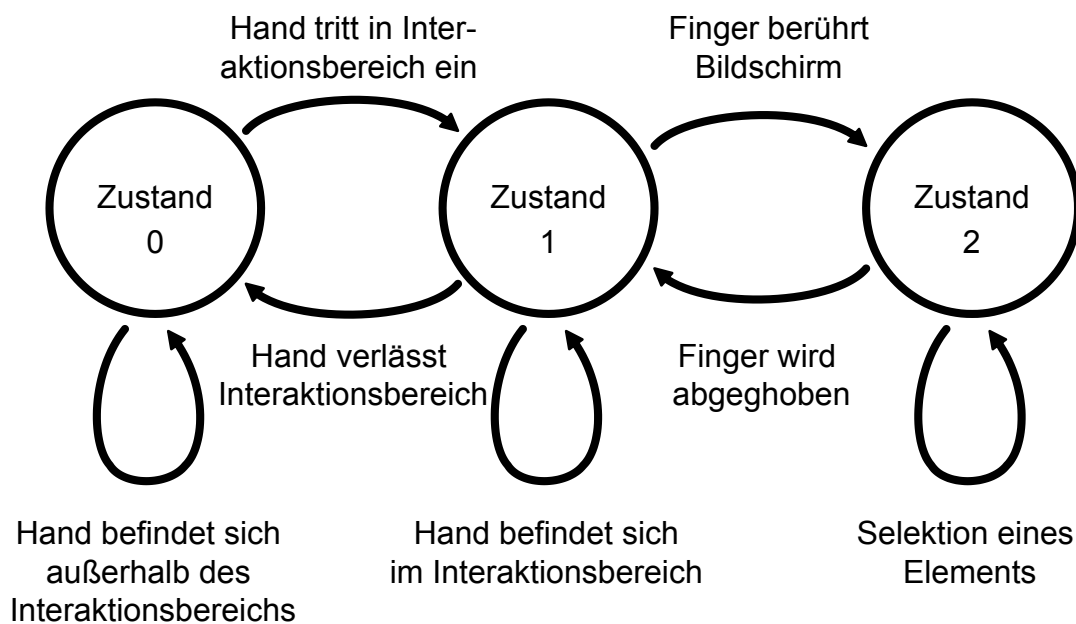 Hand tritt in Inter-
aktionsbereich ein
Finger berührt
Bildschirm
Zustand
0
Zustand
1
Zustand
2
Hand verlässt
Interaktionsbereich
Finger wird
abgeghoben
Hand befindet sich
außerhalb des
Interaktionsbereichs
Hand befindet sich
im Interaktionsbereich
Selektion eines
Elements